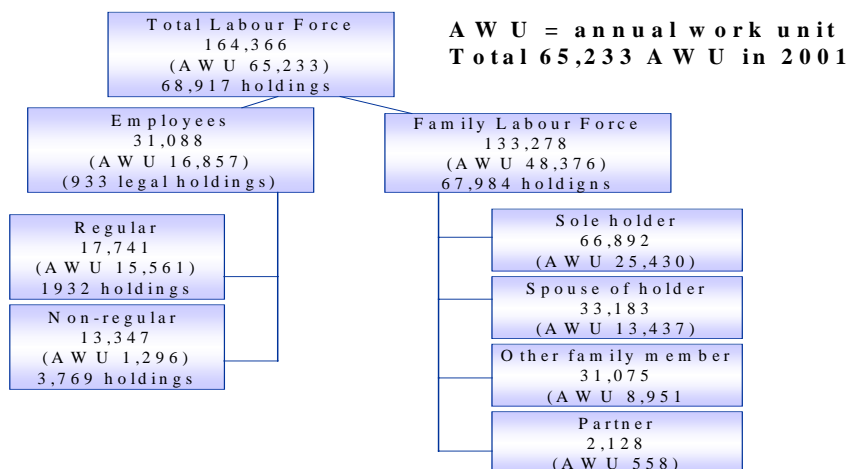 Total Labour Force
164,366
(AWU 65,233)
68,917 holdings
AWU = annual work unit
Total 65,233 AWU in 2001
Employees
31,088
(AWU 16,857)
(933 legal holdings)
Family Labour Force
133,278
(AWU 48,376)
67,984 holdigns
Regular
17,741
(AWU 15,561)
1932 holdings
Non-regular
13,347
(AWU 1,296)
3,769 holdings
Sole holder
66,892
(AWU 25,430)
Spouse of holder
33,183
(AWU 13,437)
Other family member
31,075
(AWU 8,951
Partner
2,128
(AWU 558)